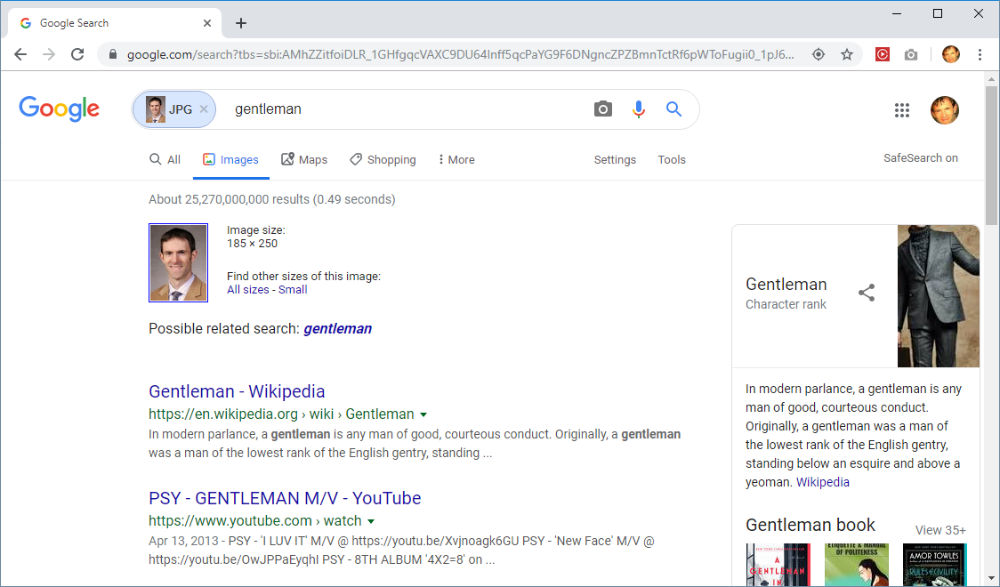 Google Search
google.com/search?tbs=sbi:AMhZZitfoiDLR_1GHfgqcVAXC9DU64Inff5qcPaYG9F6DNgncZPZBmnTctRf6pWToFugii0_1pJ6...
Google
JPG
gentleman
All
Images
Maps
Shopping
More
Settings
Tools
SafeSearch on
About 25,270,000,000 results (0.49 seconds)
Image size:
185 × 250
Find other sizes of this image:
All sizes - Small
Possible related search: gentleman
Gentleman - Wikipedia
https://en.wikipedia.org › wiki › Gentleman
In modern parlance, a gentleman is any man of good, courteous conduct. Originally, a gentleman
was a man of the lowest rank of the English gentry, standing ...
PSY - GENTLEMAN M/V - YouTube
https://www.youtube.com › watch
Apr 13, 2013 - PSY - 'I LUV IT' M/V @ https://youtu.be/Xvjnoagk6GU PSY - 'New Face' M/V @
https://youtu.be/OwJPPaEyqhI PSY - 8TH ALBUM '4X2=8' on ...
Gentleman
Character rank
In modern parlance, a gentleman is any
man of good, courteous conduct.
Originally, a gentleman was a man of
the lowest rank of the English gentry,
standing below an esquire and above a
yeoman. Wikipedia
Gentleman book
View 35+
A
GENTLEMAN
IN
ETIQUETTE & MANUAL
OF POLITENESS
AMOR TOWLES
RULES of CIVILITY